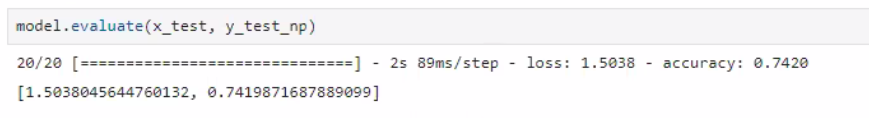 model.evaluate(x_test, y_test_np)
20/20 [==============================] - 2s 89ms/step - loss: 1.5038 - accuracy: 0.7420
[1.5038045644760132, 0.7419871687889099]